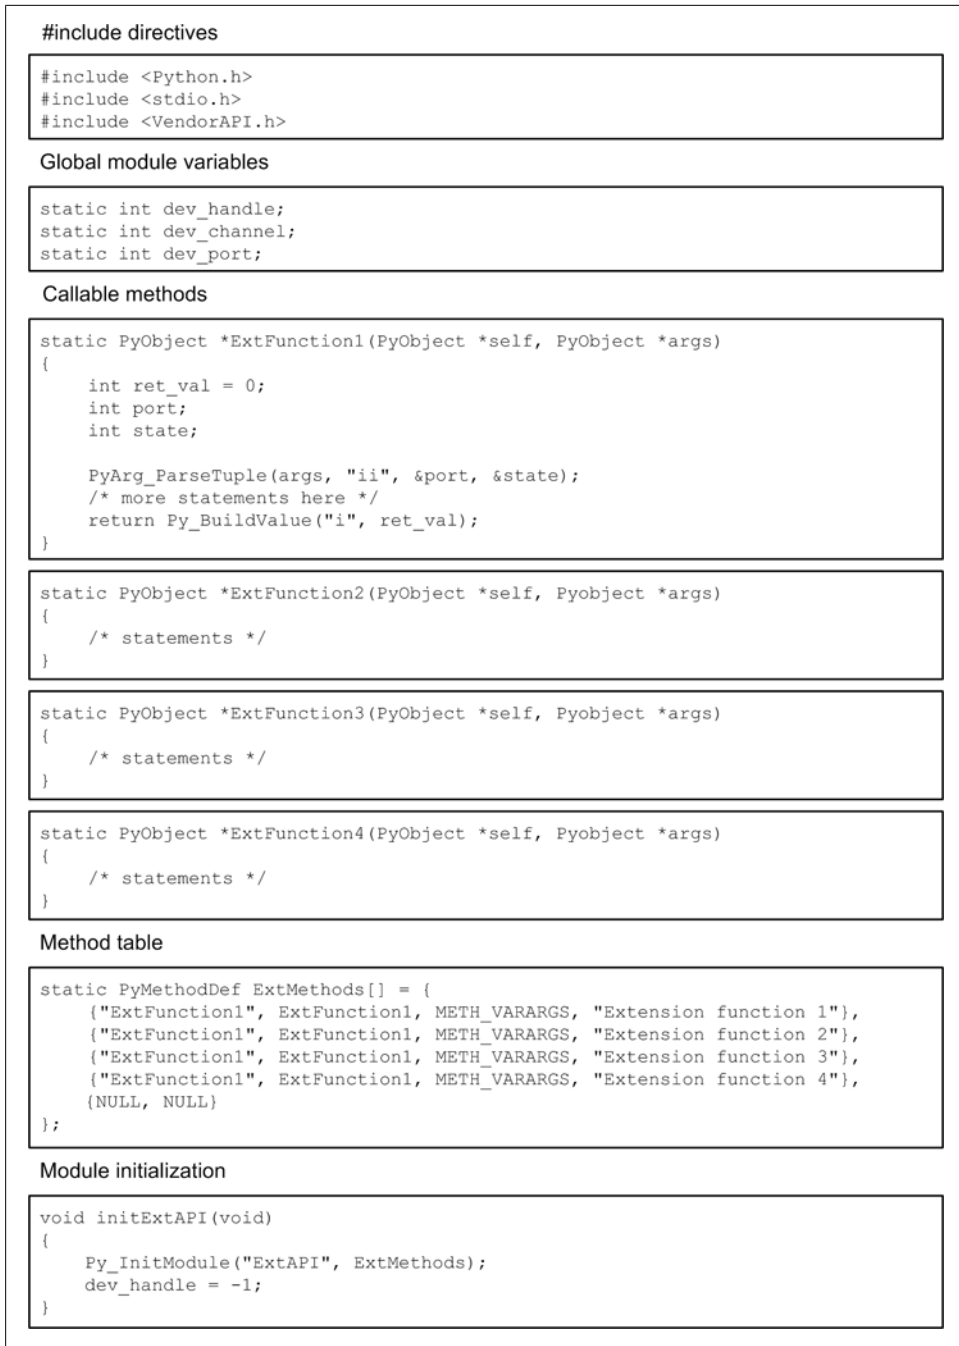 #include directives
#include <Python.h>
#include <stdio.h>
#include <VendorAPI.h>
Global module variables
static int dev_handle;
static int dev_channel;
static int dev_port;
Callable methods
static PyObject *ExtFunction1(PyObject *self, PyObject *args)
{
    int ret_val = 0;
    int port;
    int state;
    PyArg_ParseTuple(args, "ii", &port, &state);
    /* more statements here */
    return Py_BuildValue("i", ret_val);
}
static PyObject *ExtFunction2(PyObject *self, Pyobject *args)
{
    /* statements */
}
static PyObject *ExtFunction3(PyObject *self, Pyobject *args)
{
    /* statements */
}
static PyObject *ExtFunction4(PyObject *self, Pyobject *args)
{
    /* statements */
}
Method table
static PyMethodDef ExtMethods[] = {
    {"ExtFunction1", ExtFunction1, METH_VARARGS, "Extension function 1"},
    {"ExtFunction1", ExtFunction1, METH_VARARGS, "Extension function 2"},
    {"ExtFunction1", ExtFunction1, METH_VARARGS, "Extension function 3"},
    {"ExtFunction1", ExtFunction1, METH_VARARGS, "Extension function 4"},
    {NULL, NULL}
};
Module initialization
void initExtAPI(void)
{
    Py_InitModule("ExtAPI", ExtMethods);
    dev_handle = -1;
}